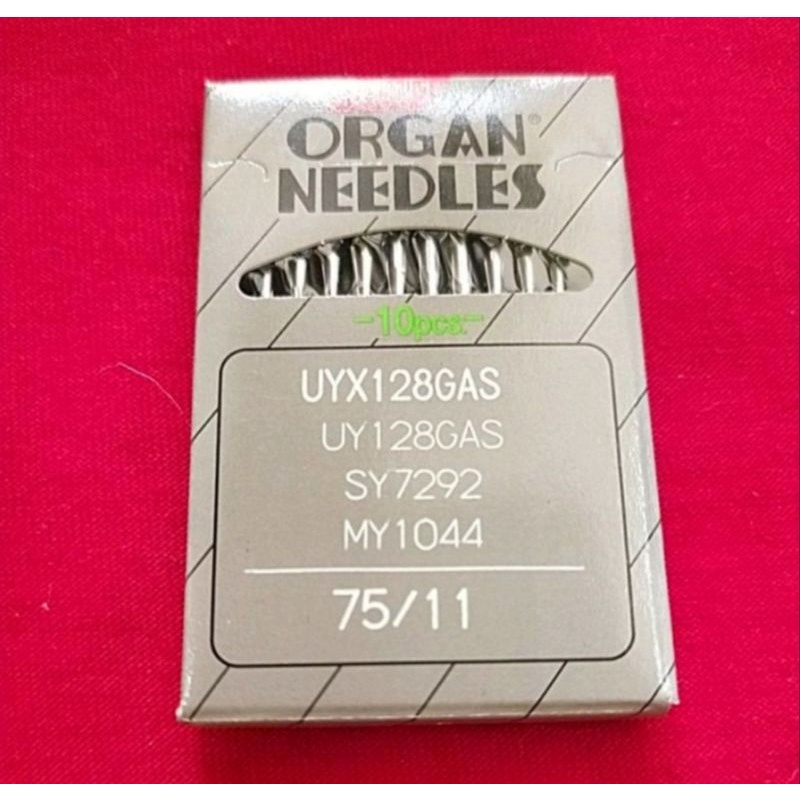 ORGAN®
NEEDLES
-10pcs.-
UYX128GAS
UY128GAS
SY7292
MY1044
75/11